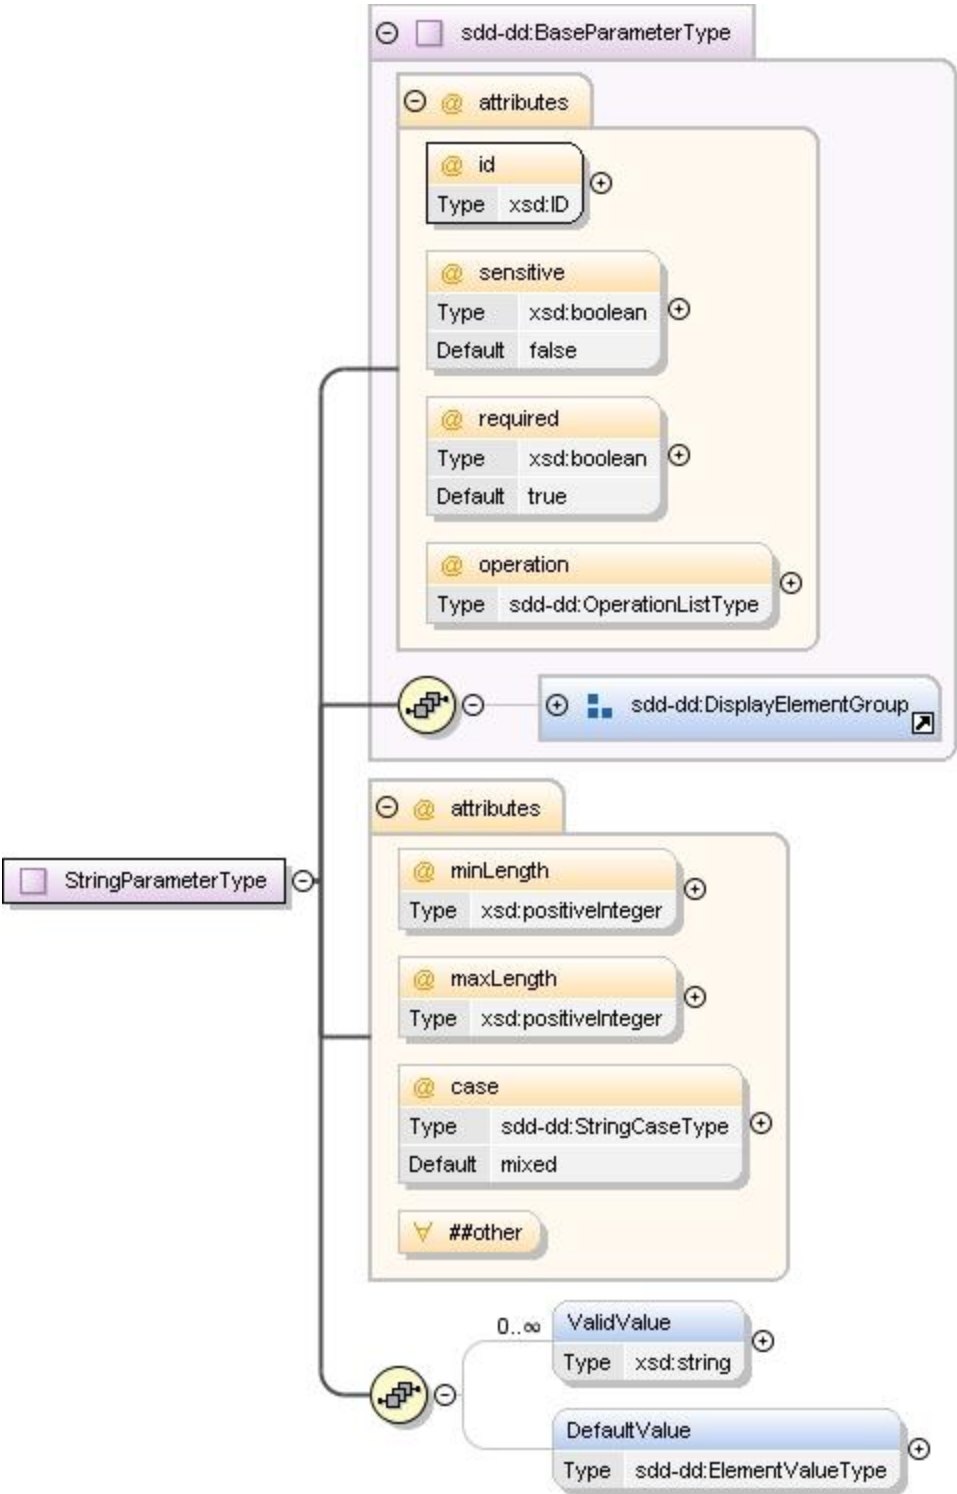 sdd-dd:BaseParameterType
@ attributes
@ id
Type xsd:ID
@ sensitive
Type xsd:boolean
Default false
@ required
Type xsd:boolean
Default true
@ operation
Type sdd-dd:OperationListType
sdd-dd:DisplayElementGroup
StringParameterType
@ attributes
@ minLength
Type xsd:positiveInteger
@ maxLength
Type xsd:positiveInteger
@ case
Type sdd-dd:StringCaseType
Default mixed
∀ ##other
0..∞
ValidValue
Type xsd:string
DefaultValue
Type sdd-dd:ElementValueType